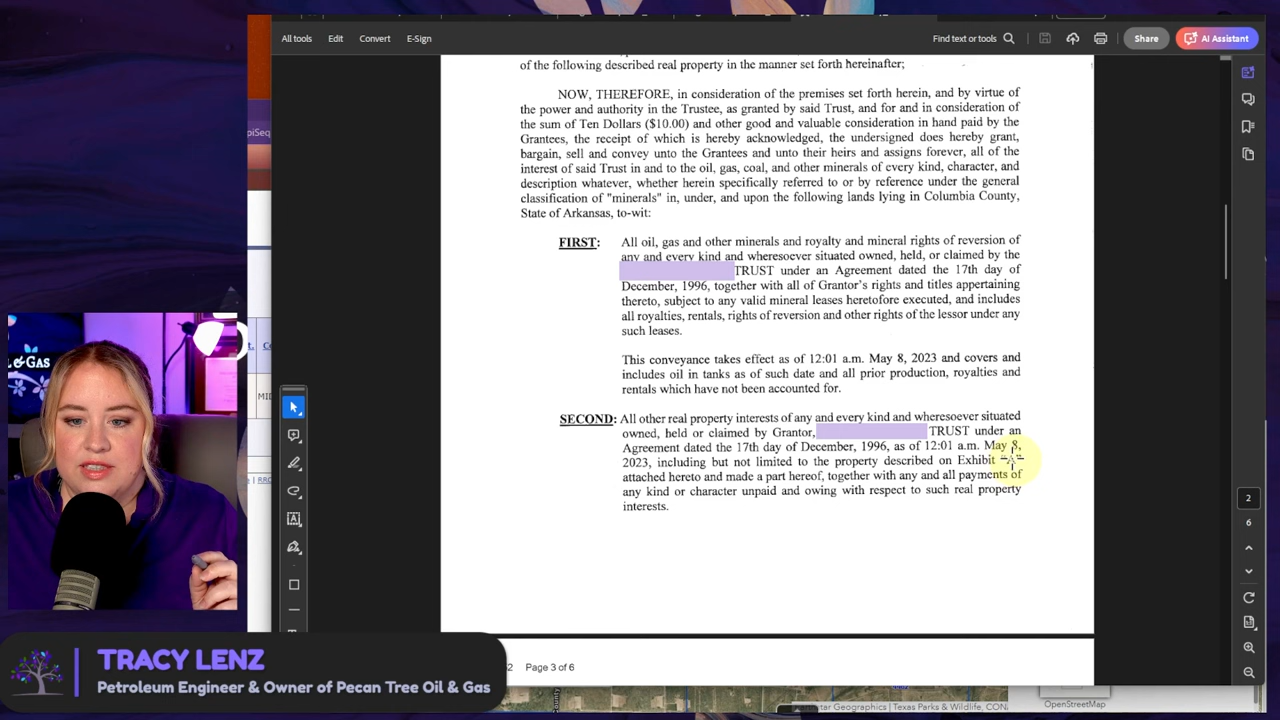 All tools Edit Convert E-Sign Find text or tools Share AI Assistant
of the following described real property in the manner set forth hereinafter;
NOW, THEREFORE, in consideration of the premises set forth herein, and by virtue of
the power and authority in the Trustee, as granted by said Trust, and for and in consideration of
the sum of Ten Dollars ($10.00) and other good and valuable consideration in hand paid by the
Grantees, the receipt of which is hereby acknowledged, the undersigned does hereby grant,
bargain, sell and convey unto the Grantees and unto their heirs and assigns forever, all of the
interest of said Trust in and to the oil, gas, coal, and other minerals of every kind, character, and
description whatever, whether herein specifically referred to or by reference under the general
classification of "minerals" in, under, and upon the following lands lying in Columbia County,
State of Arkansas, to-wit:
FIRST: All oil, gas and other minerals and royalty and mineral rights of reversion of
any and every kind and wheresoever situated owned, held, or claimed by the
TRUST under an Agreement dated the 17th day of
December, 1996, together with all of Grantor's rights and titles appertaining
thereto, subject to any valid mineral leases heretofore executed, and includes
all royalties, rentals, rights of reversion and other rights of the lessor under any
such leases.
This conveyance takes effect as of 12:01 a.m. May 8, 2023 and covers and
includes oil in tanks as of such date and all prior production, royalties and
rentals which have not been accounted for.
SECOND: All other real property interests of any and every kind and wheresoever situated
owned, held or claimed by Grantor, TRUST under an
Agreement dated the 17th day of December, 1996, as of 12:01 a.m. May 8,
2023, including but not limited to the property described on Exhibit "A"
attached hereto and made a part hereof, together with any and all payments of
any kind or character unpaid and owing with respect to such real property
interests.
2
6
Page 3 of 6
& GAS
TRACY LENZ
Petroleum Engineer & Owner of Pecan Tree Oil & Gas
OpenStreetMap